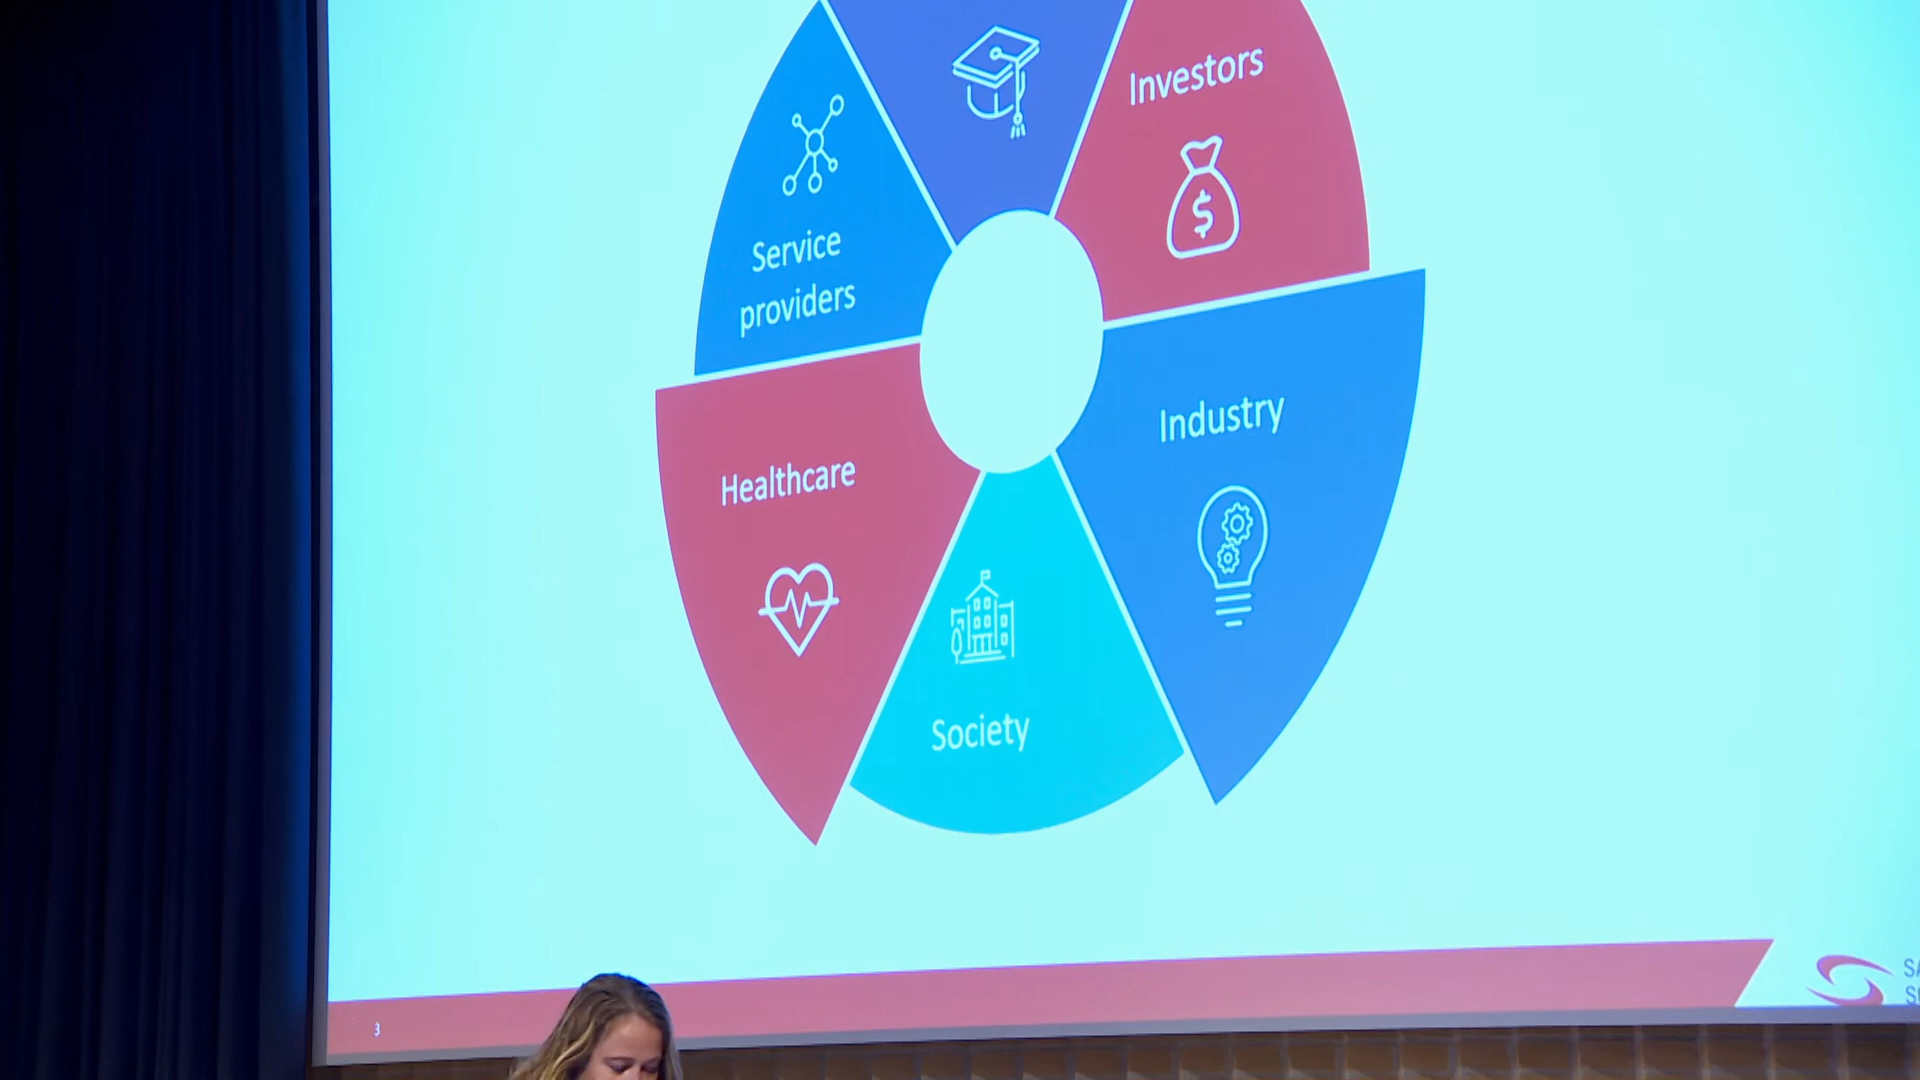 Investors
Service
providers
Industry
Healthcare
Society
$
3